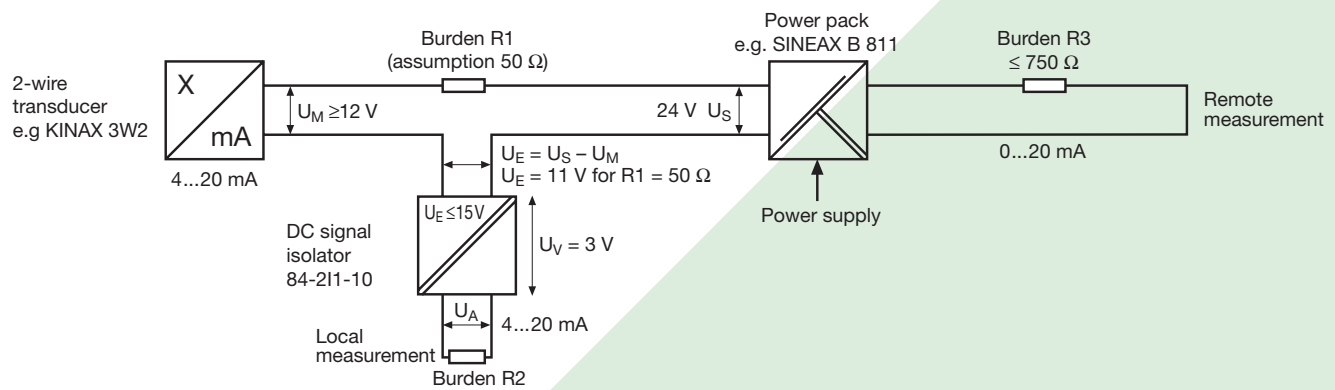 Power pack
e.g. SINEAX B 811
Burden R1
(assumption 50 Ω)
Burden R3
≤ 750 Ω
2-wire
transducer
e.g KINAX 3W2
X
mA
U_M ≥12 V
24 V U_S
Remote
measurement
4...20 mA
0...20 mA
U_E = U_S – U_M
U_E = 11 V for R1 = 50 Ω
Power supply
DC signal
isolator
84-2I1-10
U_E ≤15V
U_V = 3 V
U_A
4...20 mA
Local
measurement
Burden R2